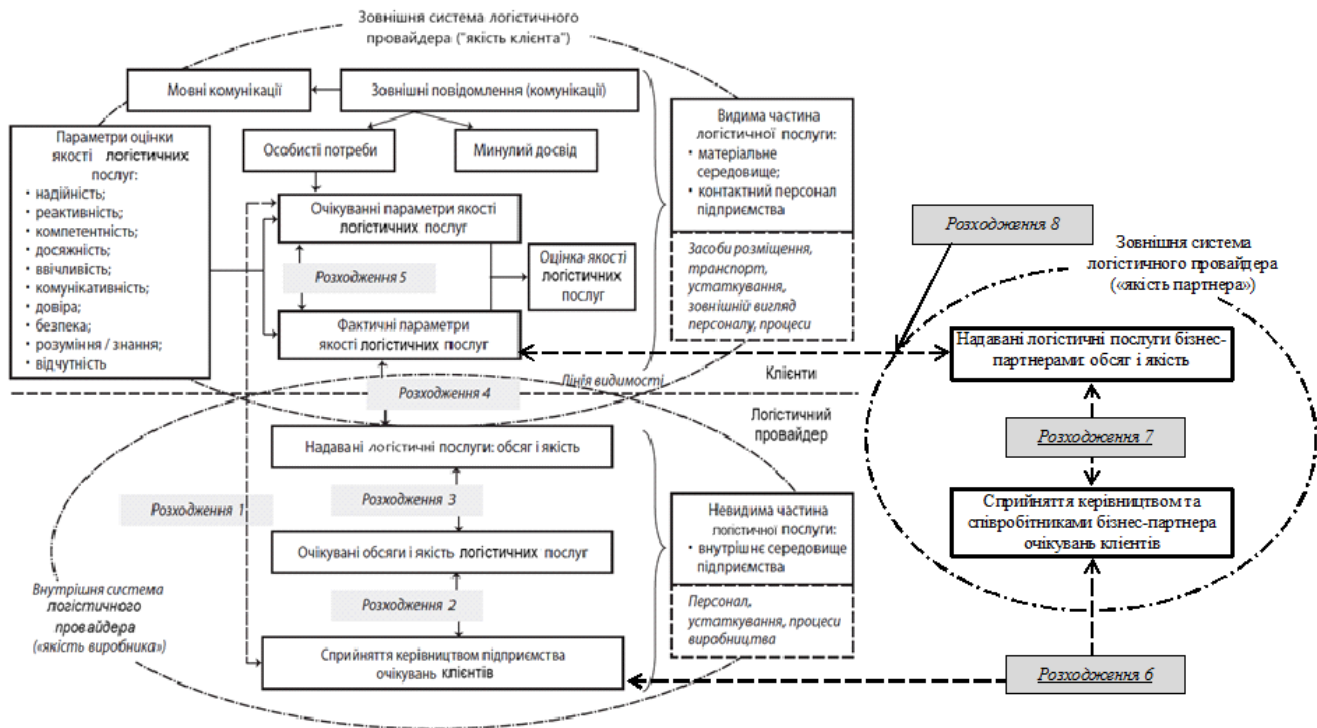 Зовнішня система логістичного
провайдера ("якість клієнта")
Мовні комунікації
Зовнішні повідомлення (комунікації)
Параметри оцінки
якості логістичних
послуг:
• надійність;
• реактивність;
• компетентність;
• досяжність;
• ввічливість;
• комунікативність;
• довіра;
• безпека;
• розуміння / знання;
• відчутність
Особисті потреби
Минулий досвід
Очікуванні параметри якості
логістичних послуг
Розходження 5
Оцінка якості
логістичних
послуг
Фактичні параметри
якості логістичних послуг
Видима частина
логістичної послуги:
• матеріальне
середовище;
• контактний персонал
підприємства
Засоби розміщення,
транспорт,
устаткування,
зовнішній вигляд
персоналу, процеси
Розходження 8
Зовнішня система
логістичного провайдера
(«якість партнера»)
Надавані логістичні послуги бізнес-
партнерами: обсяг і якість
Розходження 7
Сприйняття керівництвом та
співробітниками бізнес-партнера
очікувань клієнтів
Розходження 6
Лінія видимості
Клієнти
Розходження 4
Логістичний
провайдер
Надавані логістичні послуги: обсяг і якість
Розходження 3
Розходження 1
Очікувані обсяги і якість логістичних послуг
Розходження 2
Сприйняття керівництвом підприємства
очікувань клієнтів
Внутрішня система
логістичного
провайдера
(«якість виробника»)
Невидима частина
логістичної послуги:
• внутрішнє середовище
підприємства
Персонал,
устаткування, процеси
виробництва